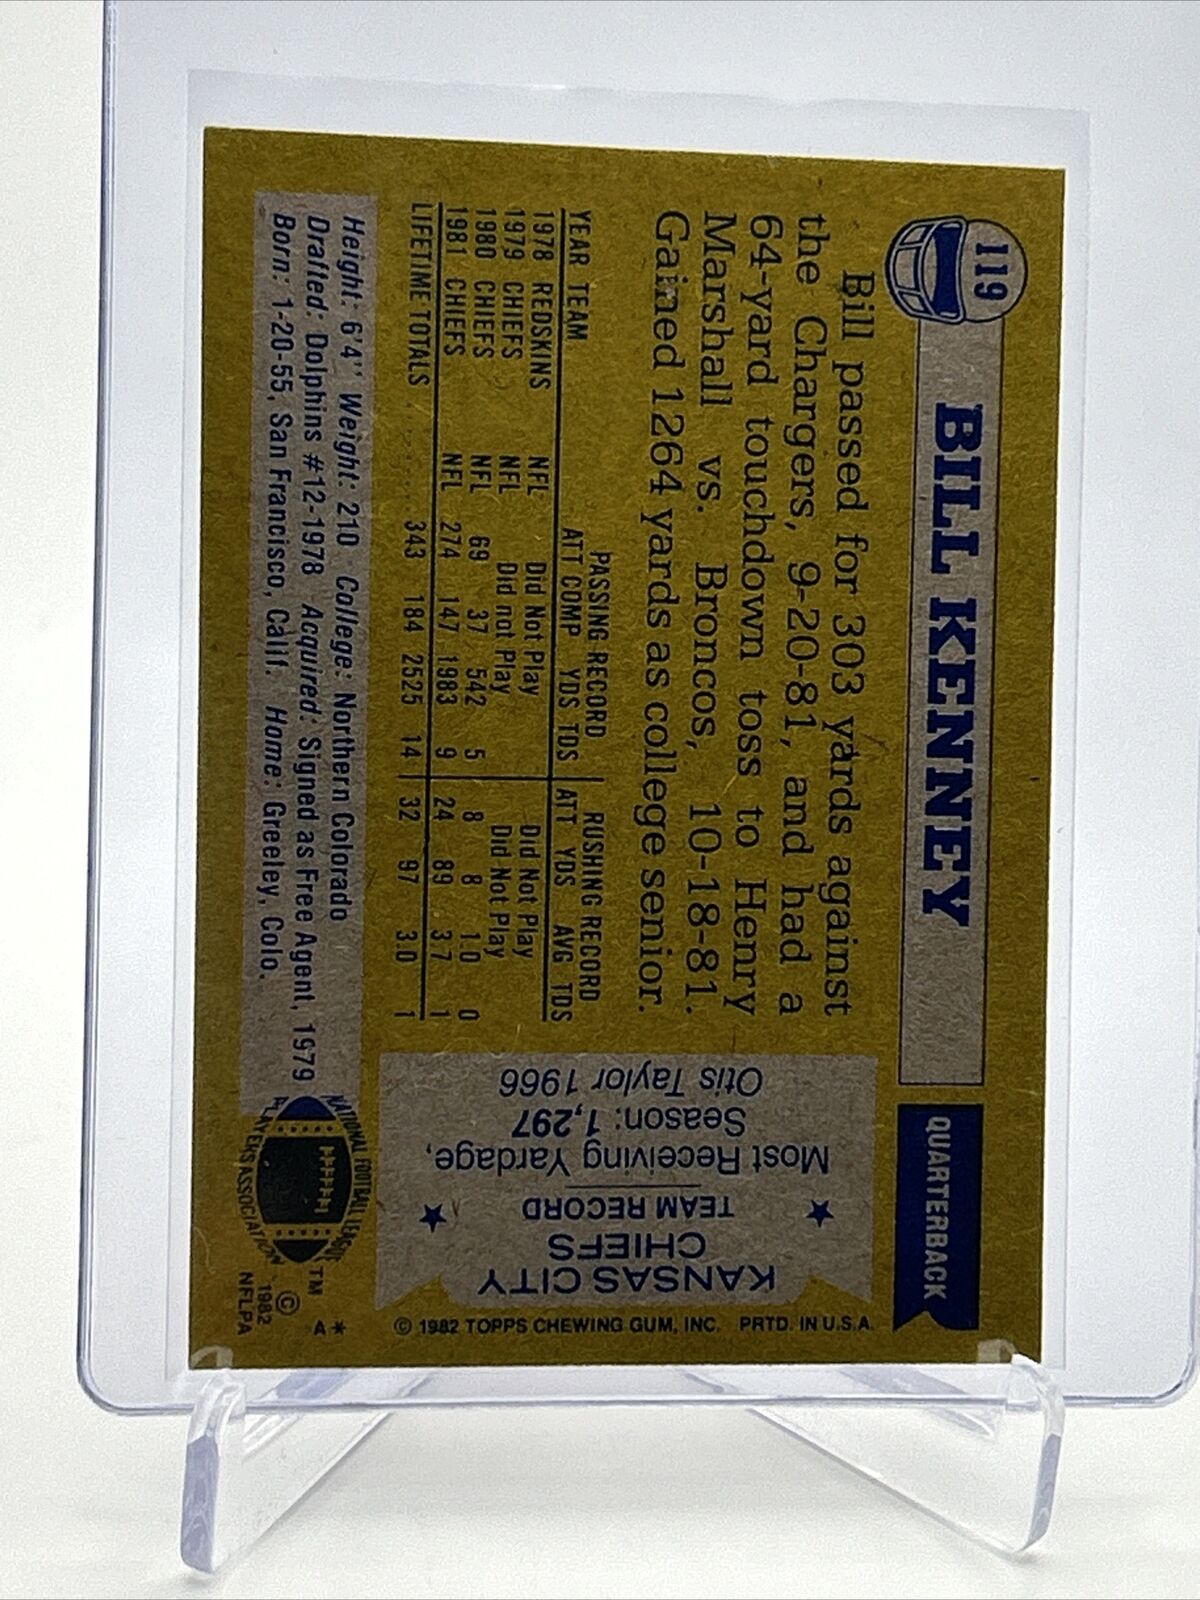 119
BILL KENNEY
QUARTERBACK
Bill passed for 303 yards against
the Chargers, 9-20-81, and had a
64-yard touchdown toss to Henry
Marshall vs. Broncos, 10-18-81.
Gained 1264 yards as college senior.
PASSING RECORD RUSHING RECORD
YEAR TEAM ATT COMP YDS TDS ATT YDS AVG TDS
1978 REDSKINS NFL Did Not Play Did Not Play
1979 CHIEFS NFL Did not Play Did Not Play
1980 CHIEFS NFL 69 37 542 5 8 8 1.0 0
1981 CHIEFS NFL 274 147 1983 9 24 89 3.7 1
LIFETIME TOTALS ........ 343 184 2525 14 32 97 3.0 1
Height: 6'4" Weight: 210 College: Northern Colorado
Drafted: Dolphins #12-1978 Acquired: Signed as Free Agent, 1979
Born: 1-20-55, San Francisco, Calif. Home: Greeley, Colo.
KANSAS CITY
CHIEFS
TEAM RECORD
Most Receiving Yardage,
Season: 1,297
Otis Taylor 1966
NATIONAL FOOTBALL LEAGUE
PLAYERS ASSOCIATION
TM
©
1982
NFLPA
A*
© 1982 TOPPS CHEWING GUM, INC. PRTD. IN U.S.A.